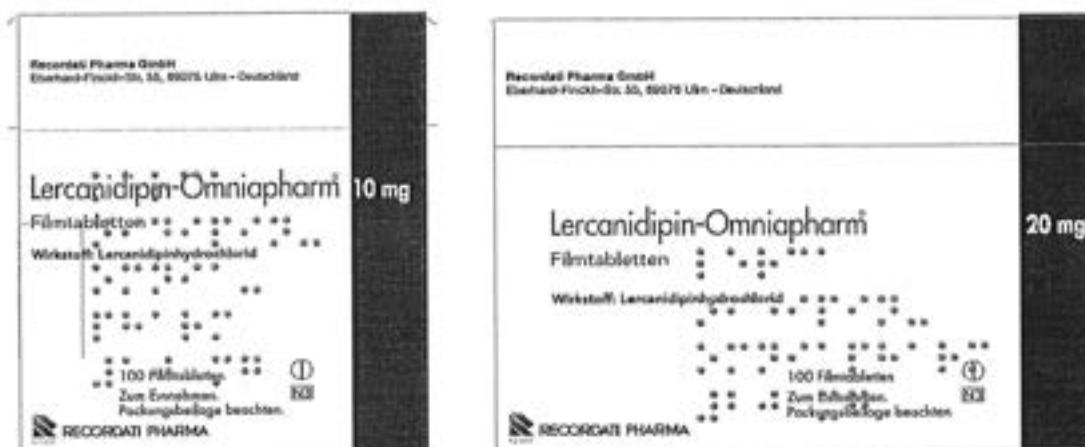 Recordati Pharma GmbH
Eberhard-Finckh-Str. 55, 89075 Ulm - Deutschland
Lercanidipin-Omniapharm®
10 mg
Filmtabletten
Wirkstoff: Lercanidipinhydrochlorid
100 Filmtabletten
Zum Einnehmen.
Packungsbeilage beachten.
N3
RECORDATI PHARMA
Recordati Pharma GmbH
Eberhard-Finckh-Str. 55, 89075 Ulm - Deutschland
Lercanidipin-Omniapharm®
20 mg
Filmtabletten
Wirkstoff: Lercanidipinhydrochlorid
100 Filmtabletten
Zum Einnehmen.
Packungsbeilage beachten.
N3
RECORDATI PHARMA